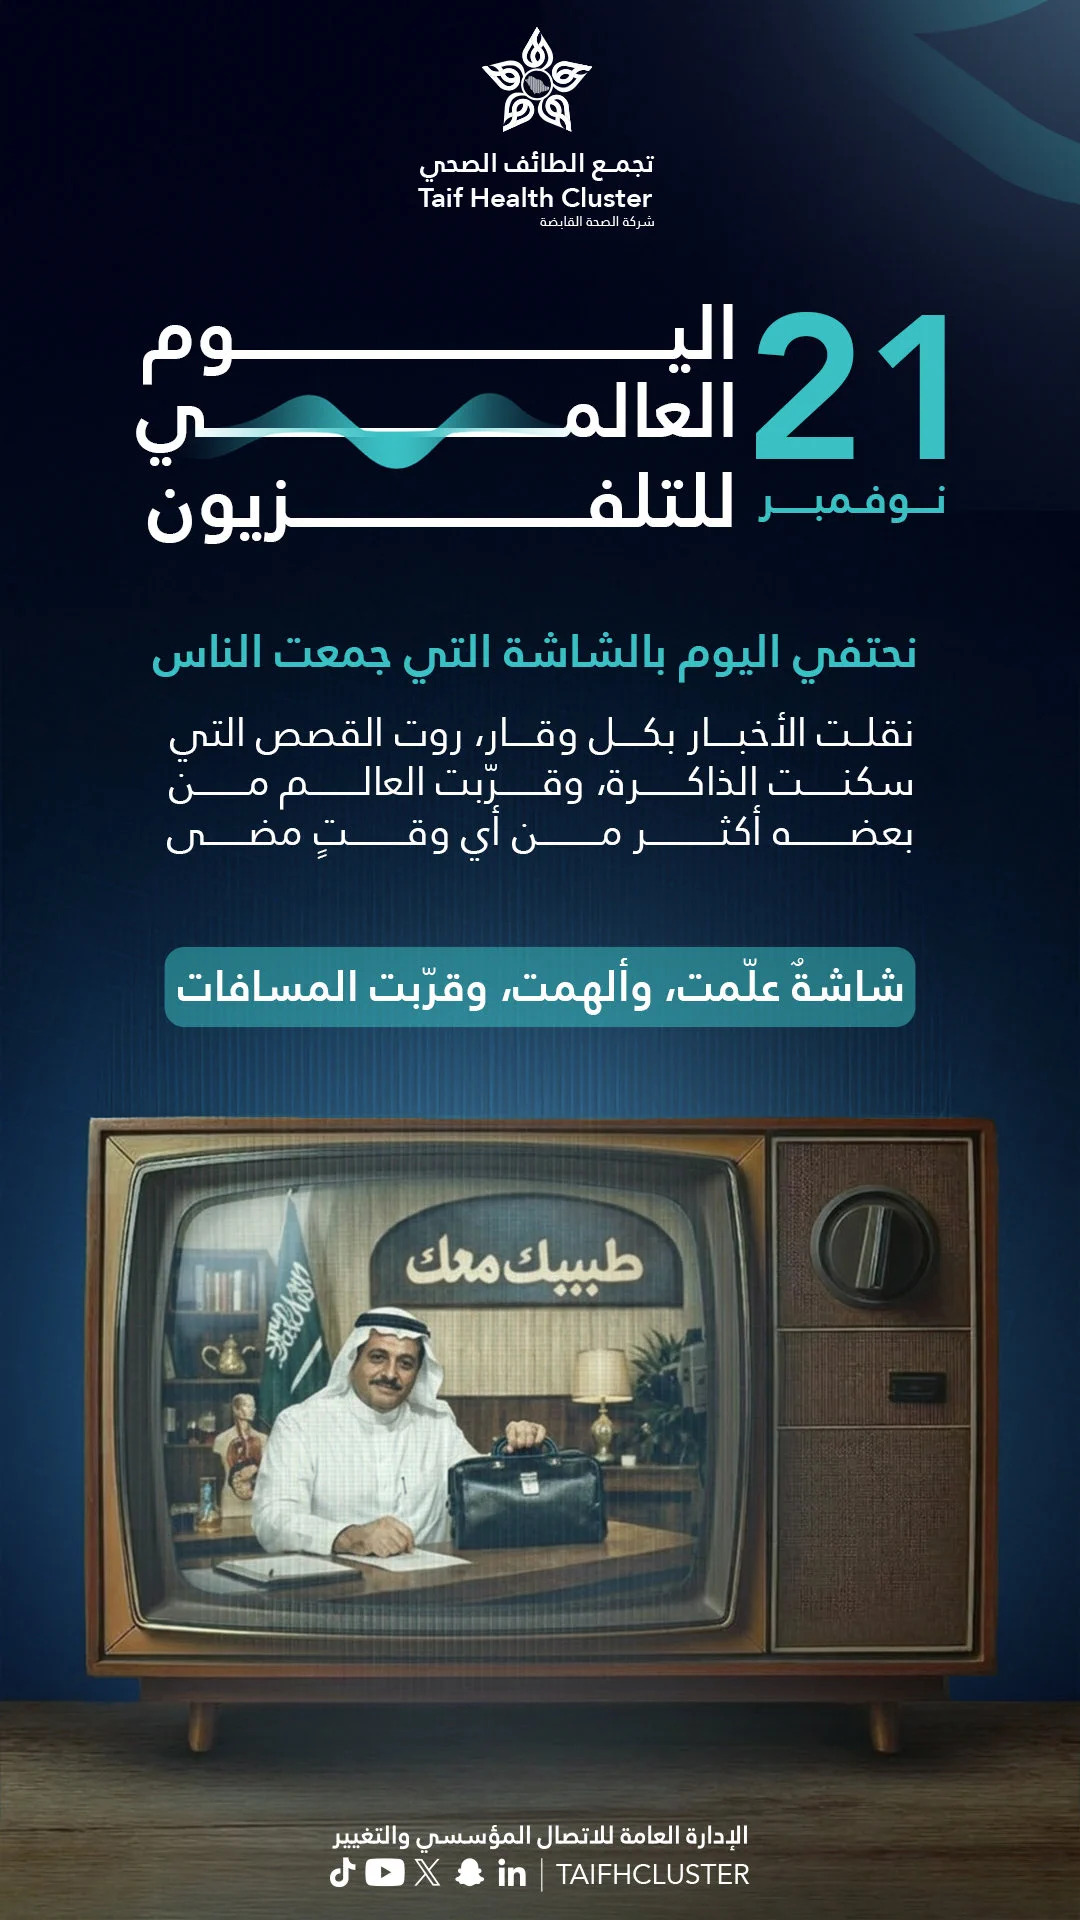 تجمع الطائف الصحي
Taif Health Cluster
شركة الصحة القابضة
21
نوفمبر
اليوم
العالمي
للتلفزيون
نحتفي اليوم بالشاشة التي جمعت الناس
نقلت الأخبار بكل وقار، روت القصص التي
سكنت الذاكرة، وقرّبت العالم من
بعضه أكثر من أي وقتٍ مضى
شاشةٌ علّمت، وألهمت، وقرّبت المسافات
طبيبك معك
الإدارة العامة للاتصال المؤسسي والتغيير
TAIFHCLUSTER